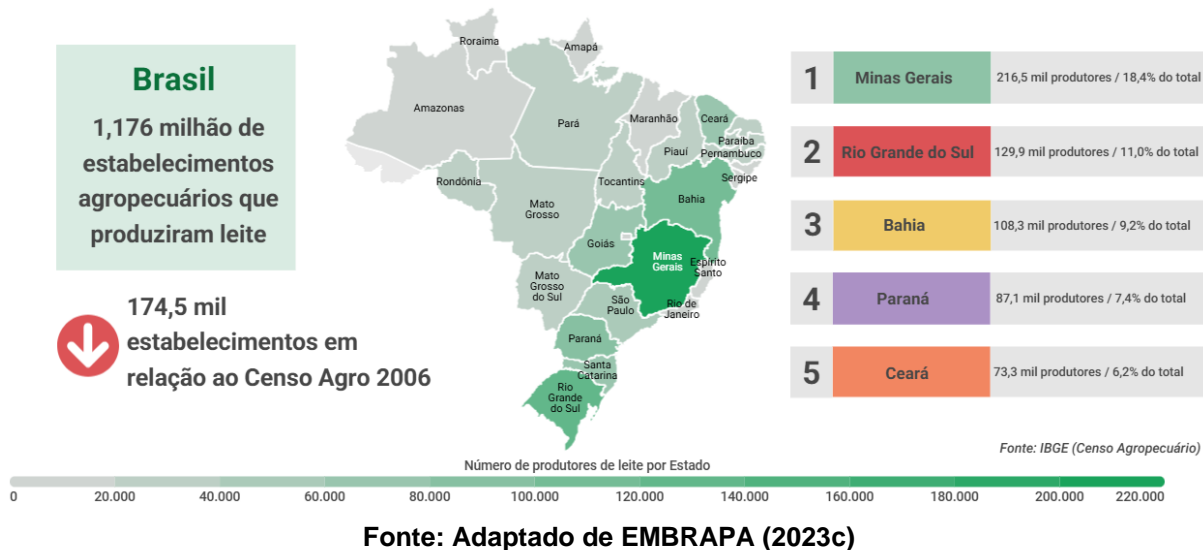 Brasil
1,176 milhão de
estabelecimentos
agropecuários que
produziram leite
174,5 mil
estabelecimentos em
relação ao Censo Agro 2006
Roraima
Amapá
Amazonas
Pará
Maranhão
Ceará
Paraíba
Piauí
Pernambuco
Sergipe
Rondônia
Tocantins
Mato
Grosso
Bahia
Goiás
Minas
Gerais
Espírito
Santo
Mato
Grosso
do Sul
São
Paulo
Rio de
Janeiro
Paraná
Santa
Catarina
Rio
Grande
do Sul
1 Minas Gerais 216,5 mil produtores / 18,4% do total
2 Rio Grande do Sul 129,9 mil produtores / 11,0% do total
3 Bahia 108,3 mil produtores / 9,2% do total
4 Paraná 87,1 mil produtores / 7,4% do total
5 Ceará 73,3 mil produtores / 6,2% do total
Fonte: IBGE (Censo Agropecuário)
Número de produtores de leite por Estado
0 20.000 40.000 60.000 80.000 100.000 120.000 140.000 160.000 180.000 200.000 220.000
Fonte: Adaptado de EMBRAPA (2023c)